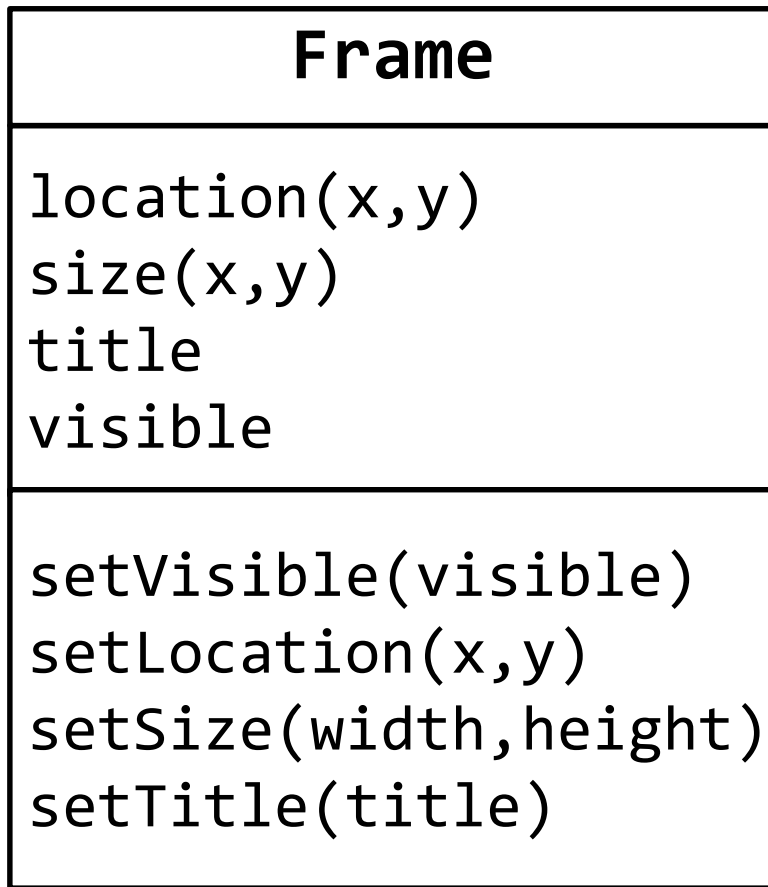 Frame
location(x,y)
size(x,y)
title
visible
setVisible(visible)
setLocation(x,y)
setSize(width,height)
setTitle(title)